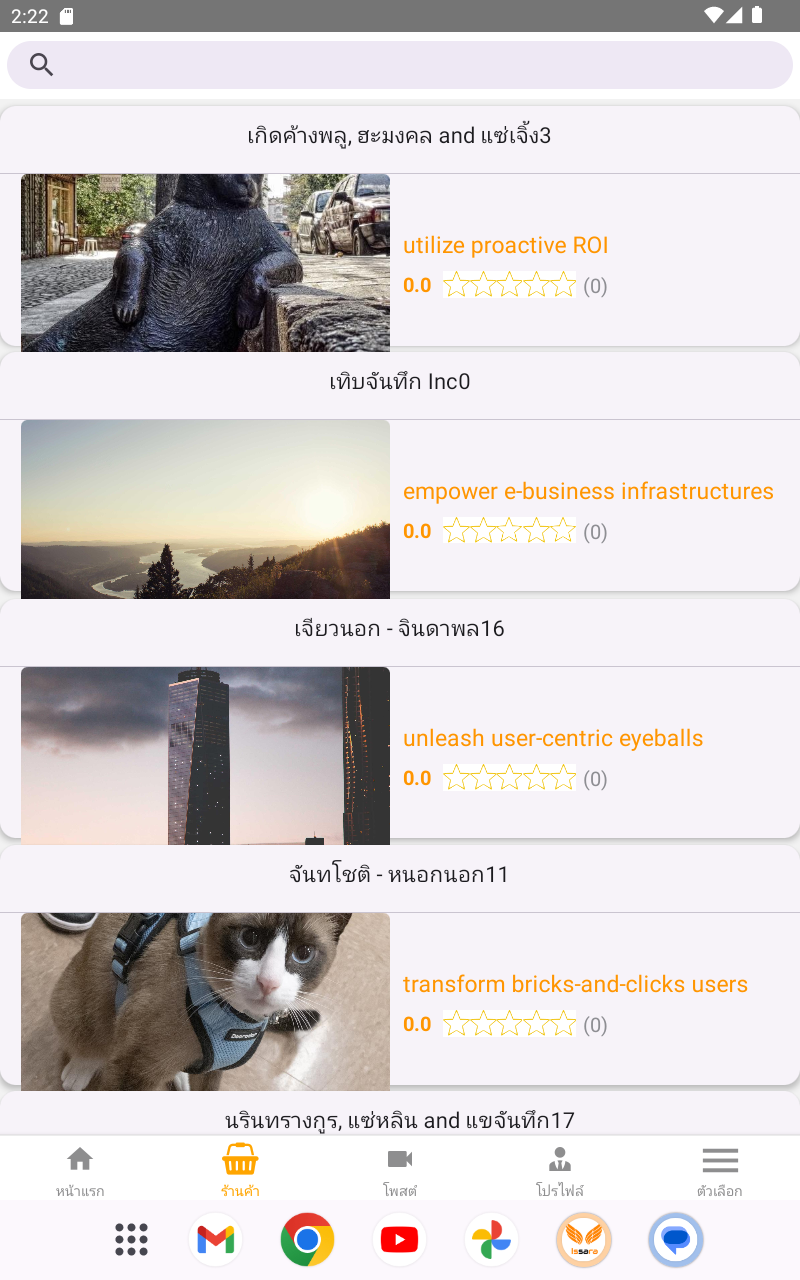 2:22
เกิดค้างพลู, ฮะมงคล and แซ่เจิ้ง3
utilize proactive ROI
0.0 (0)
เทิบจันทึก Inc0
empower e-business infrastructures
0.0 (0)
เจียวนอก - จินดาพล16
unleash user-centric eyeballs
0.0 (0)
จันทโชติ - หนอกนอก11
transform bricks-and-clicks users
0.0 (0)
นรินทรางกูร, แซ่หลิน and แขจันทึก17
หน้าแรก ร้านค้า โพสต์ โปรไฟล์ ตัวเลือก
Issara